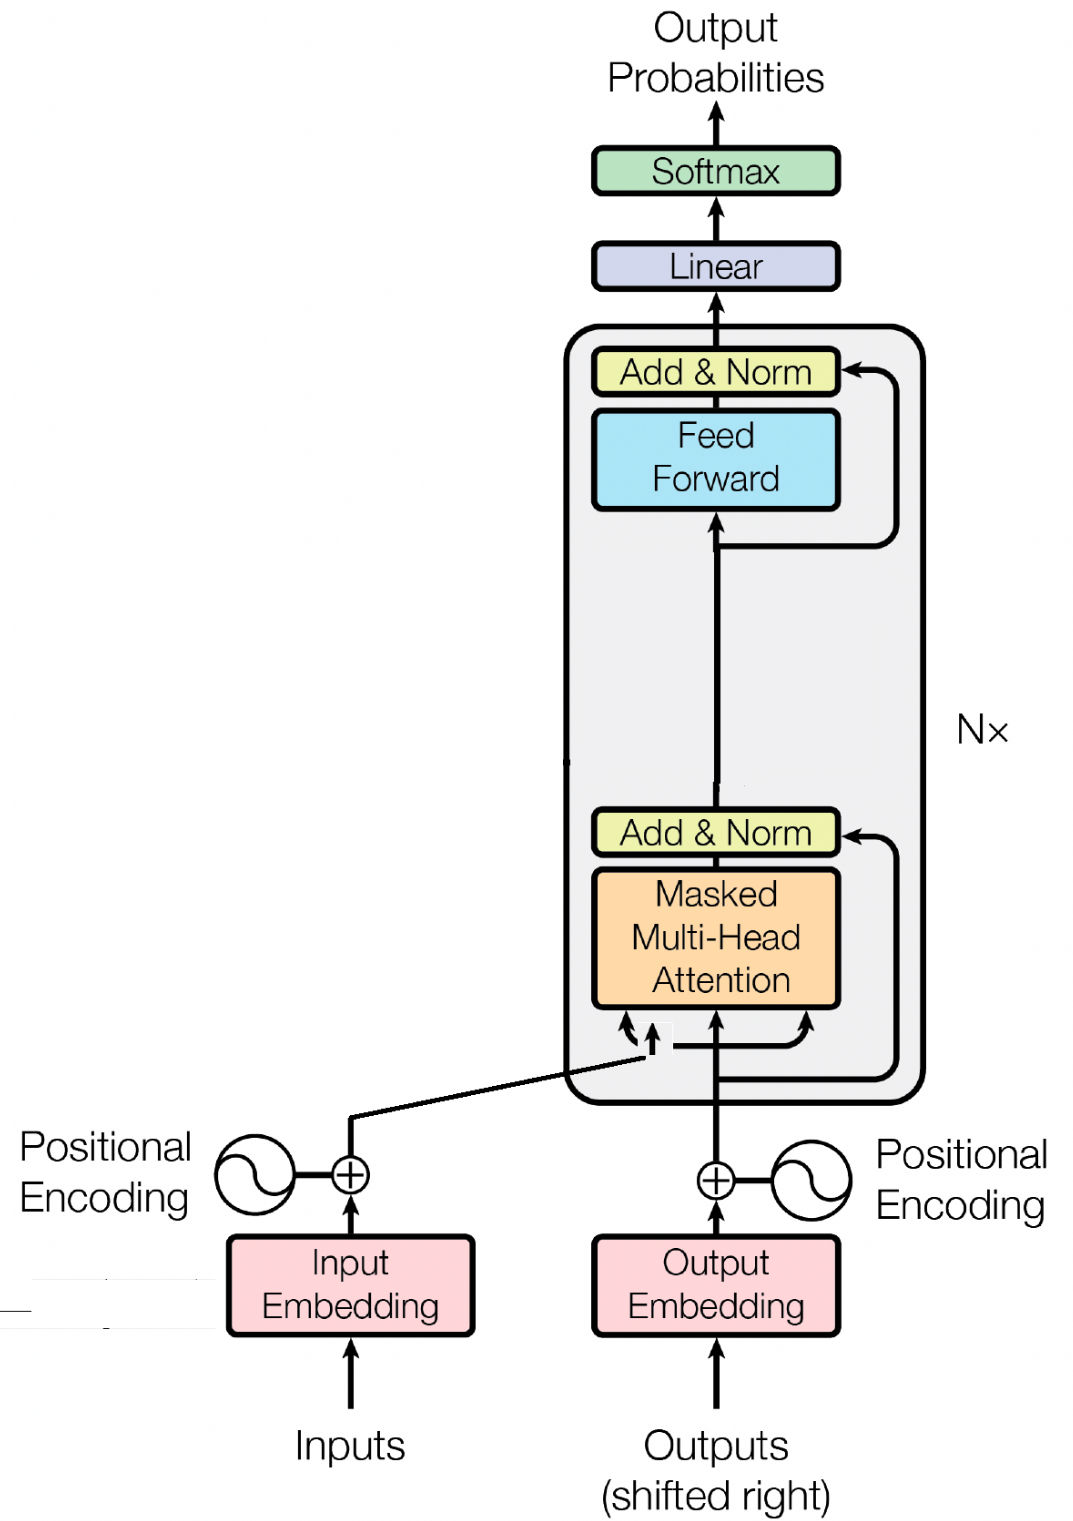 Output
Probabilities
Softmax
Linear
Add & Norm
Feed
Forward
Nx
Add & Norm
Masked
Multi-Head
Attention
Positional
Encoding
Positional
Encoding
Input
Embedding
Output
Embedding
Inputs
Outputs
(shifted right)